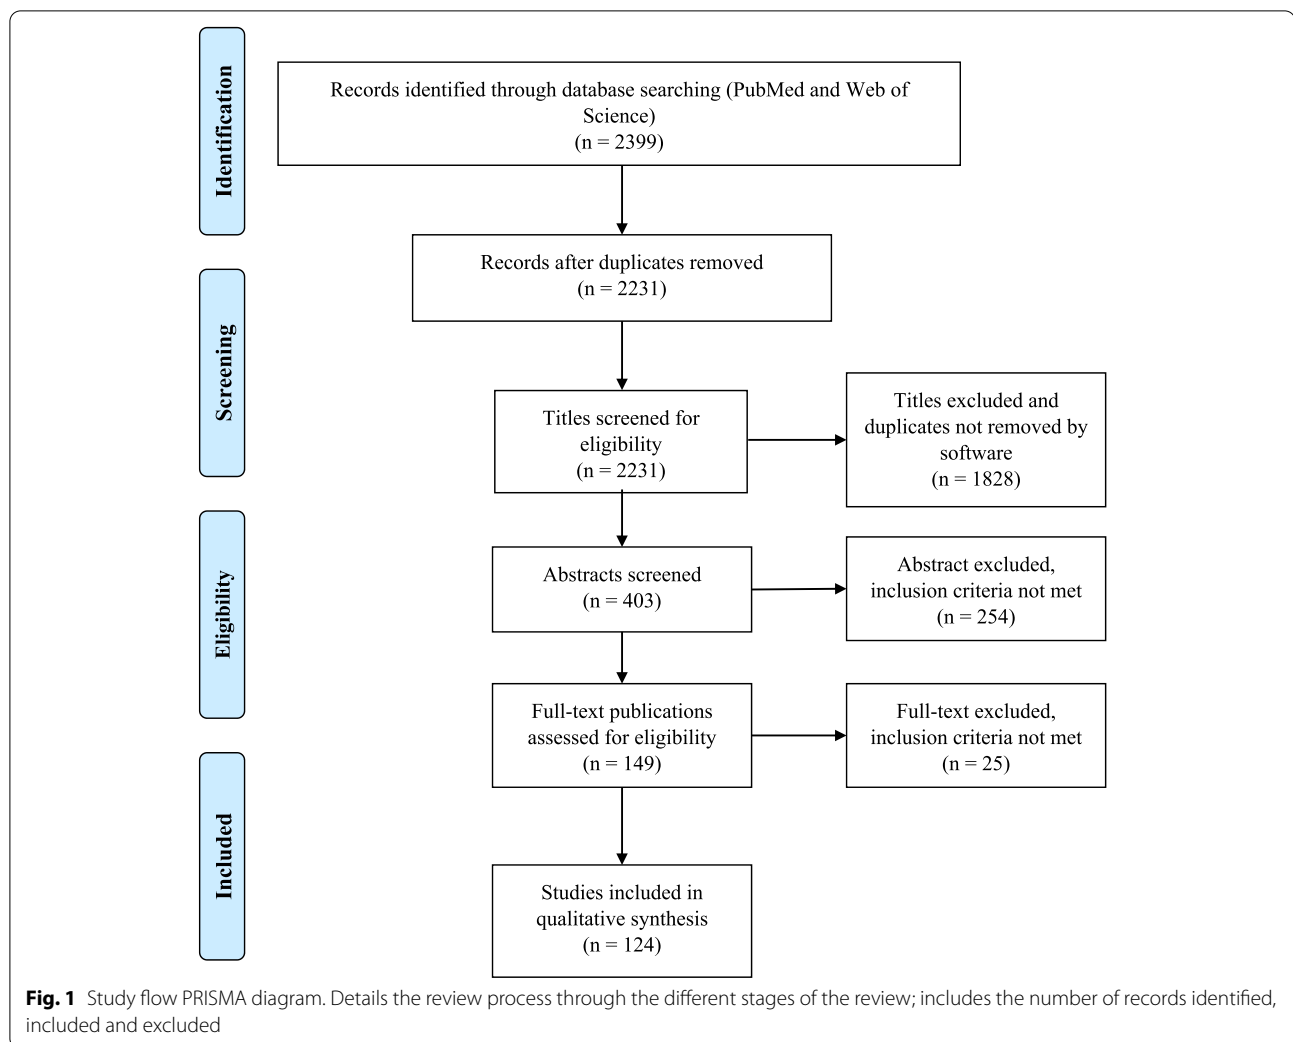 Identification
Records identified through database searching (PubMed and Web of
Science)
(n = 2399)
Records after duplicates removed
(n = 2231)
Screening
Titles screened for
eligibility
(n = 2231)
Titles excluded and
duplicates not removed by
software
(n = 1828)
Eligibility
Abstracts screened
(n = 403)
Abstract excluded,
inclusion criteria not met
(n = 254)
Full-text publications
assessed for eligibility
(n = 149)
Full-text excluded,
inclusion criteria not met
(n = 25)
Included
Studies included in
qualitative synthesis
(n = 124)
Fig. 1 Study flow PRISMA diagram. Details the review process through the different stages of the review; includes the number of records identified,
included and excluded